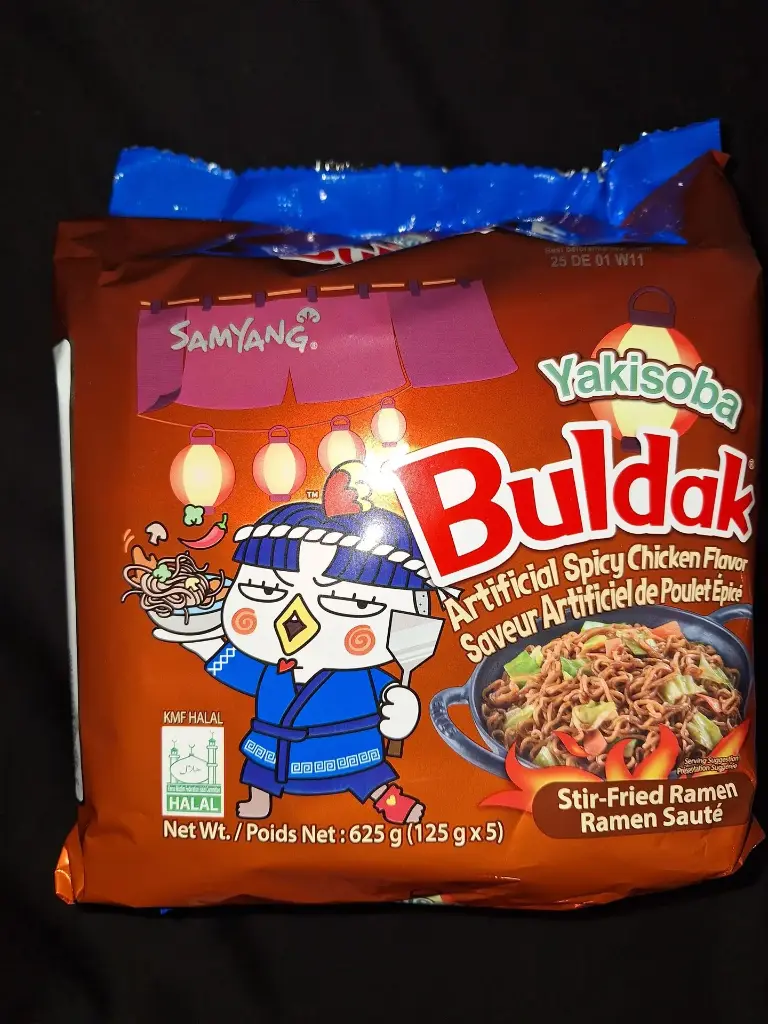 25 DE 01 W11
SAMYANG®
Yakisoba
Buldak®
TM
Artificial Spicy Chicken Flavor
Saveur Artificiel de Poulet Épicé
KMF HALAL
HALAL
Serving Suggestion
Présentation Suggérée
Stir-Fried Ramen
Ramen Sauté
Net Wt. / Poids Net : 625 g (125 g x 5)